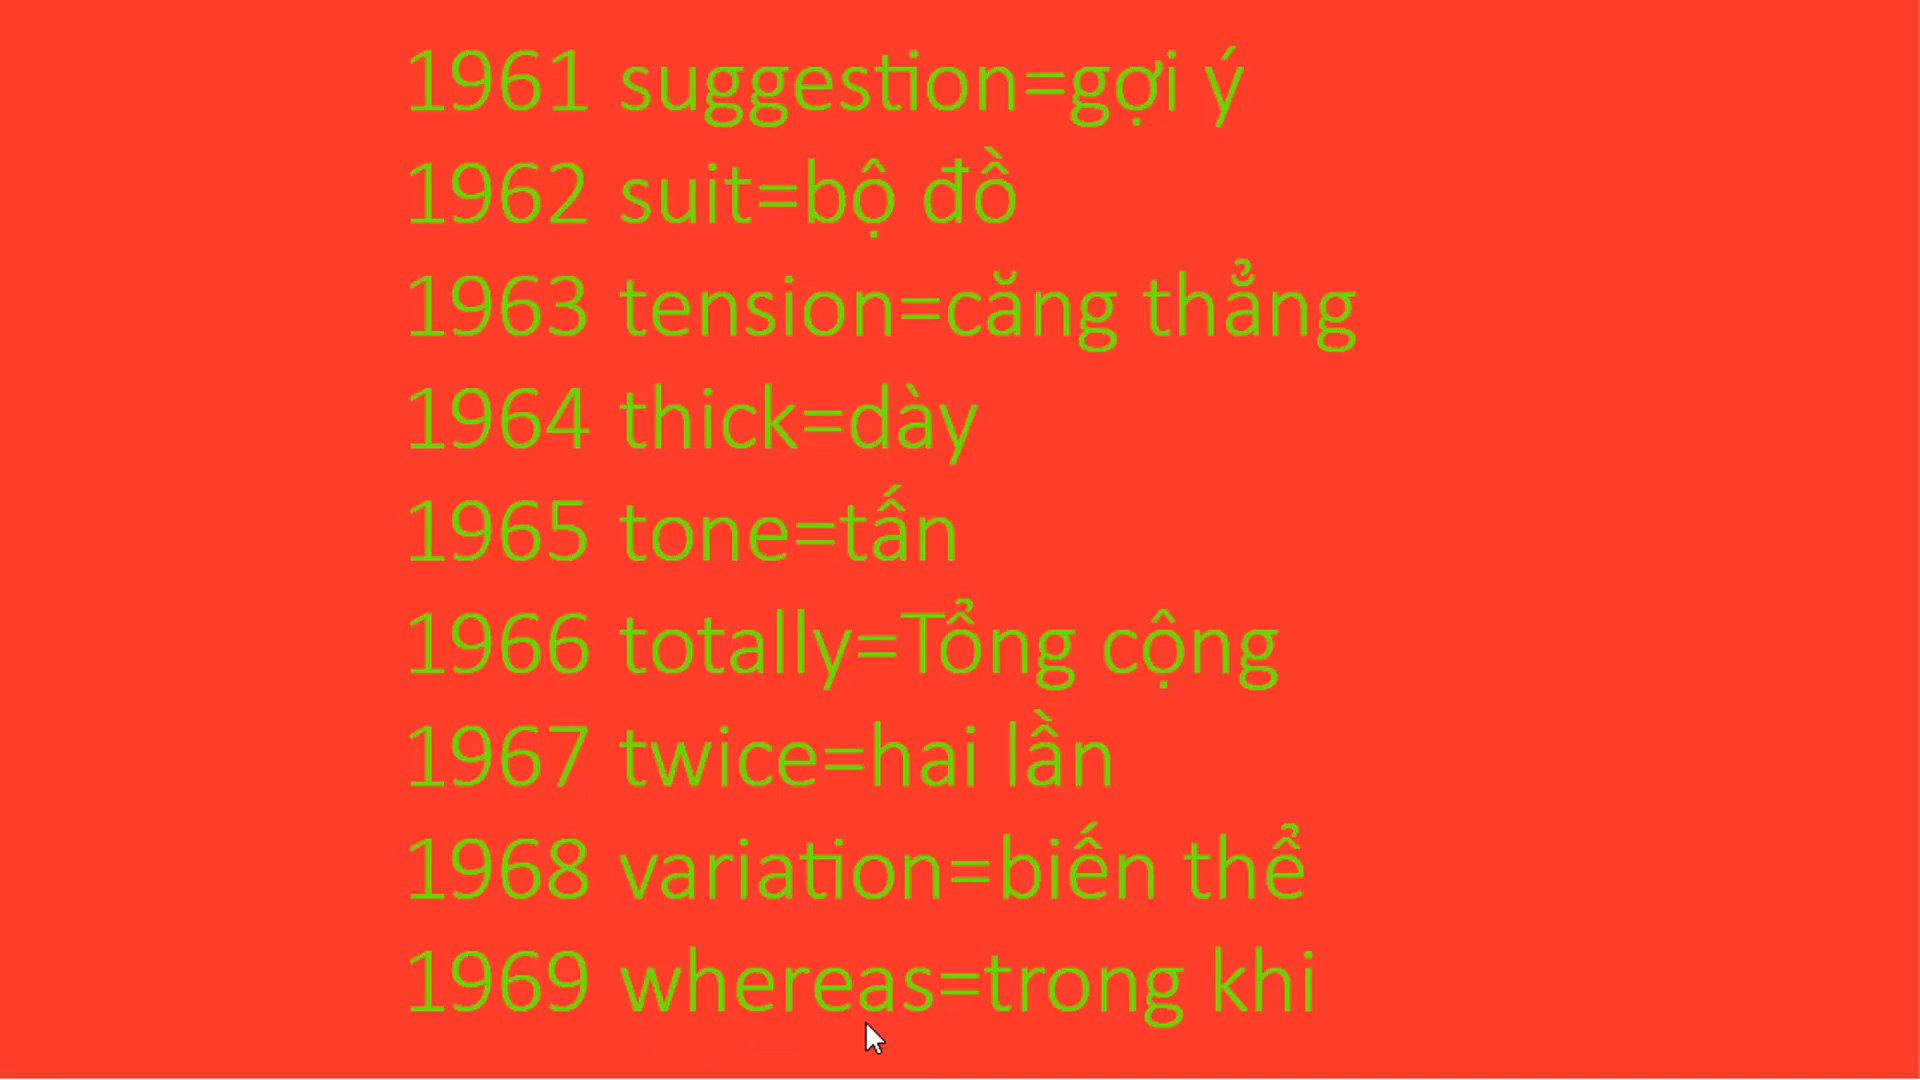 1961 suggestion=gợi ý
1962 suit=bộ đồ
1963 tension=căng thẳng
1964 thick=dày
1965 tone=tấn
1966 totally=Tổng cộng
1967 twice=hai lần
1968 variation=biến thể
1969 whereas=trong khi